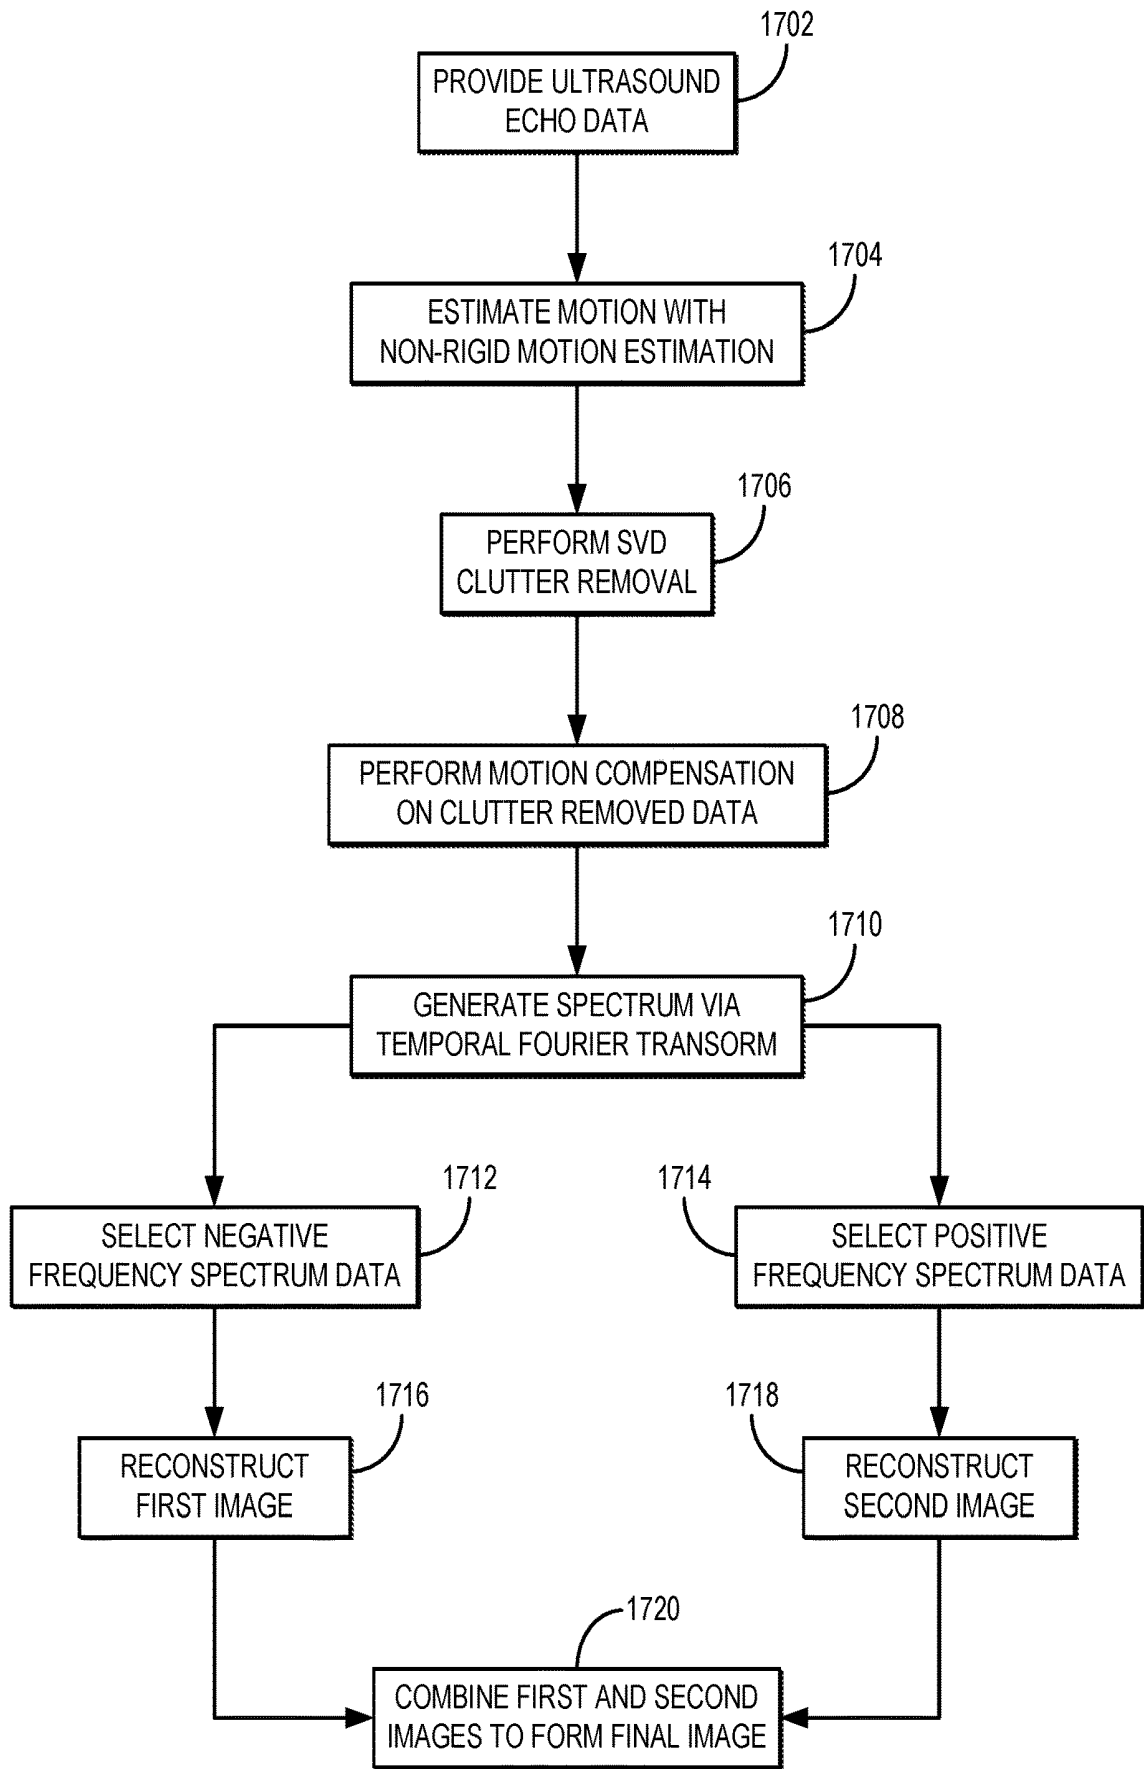 1702
PROVIDE ULTRASOUND
ECHO DATA
1704
ESTIMATE MOTION WITH
NON-RIGID MOTION ESTIMATION
1706
PERFORM SVD
CLUTTER REMOVAL
1708
PERFORM MOTION COMPENSATION
ON CLUTTER REMOVED DATA
1710
GENERATE SPECTRUM VIA
TEMPORAL FOURIER TRANSORM
1712
SELECT NEGATIVE
FREQUENCY SPECTRUM DATA
1714
SELECT POSITIVE
FREQUENCY SPECTRUM DATA
1716
RECONSTRUCT
FIRST IMAGE
1718
RECONSTRUCT
SECOND IMAGE
1720
COMBINE FIRST AND SECOND
IMAGES TO FORM FINAL IMAGE